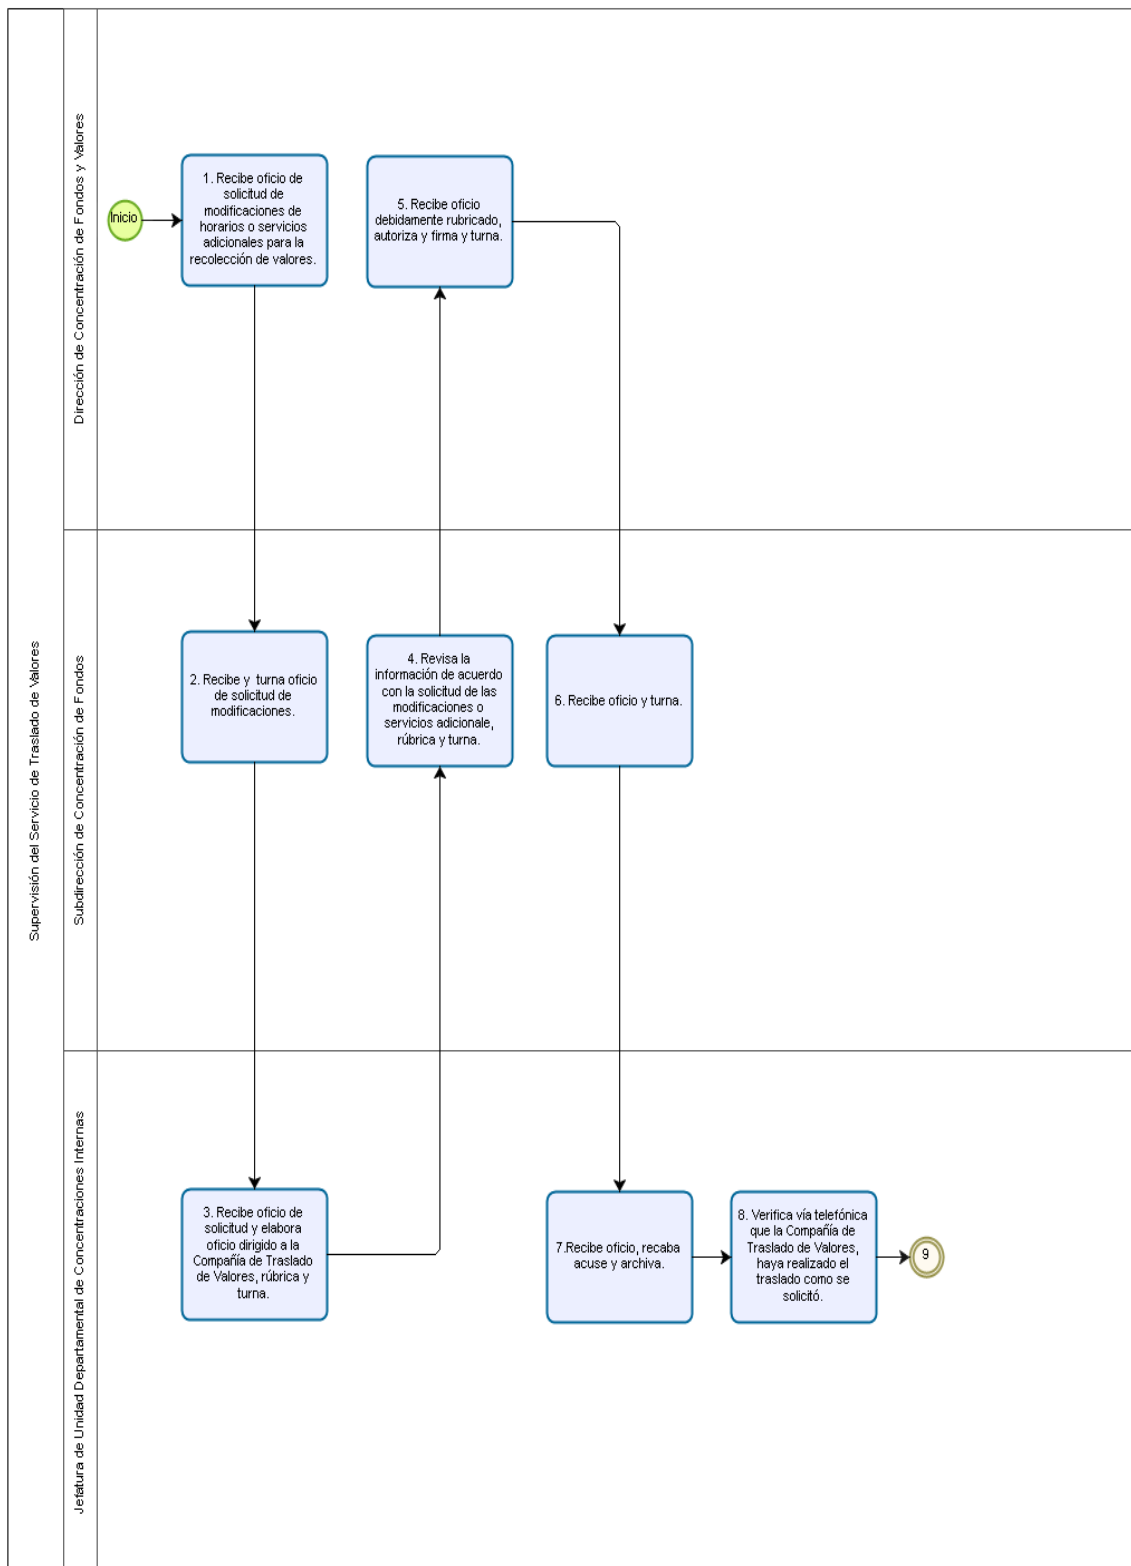 Supervisión del Servicio de Traslado de Valores
Dirección de Concentración de Fondos y Valores
Inicio
1. Recibe oficio de
solicitud de
modificaciones de
horarios o servicios
adicionales para la
recolección de valores.
5. Recibe oficio
debidamente rubricado,
autoriza y firma y turna.
Subdirección de Concentración de Fondos
2. Recibe y turna oficio
de solicitud de
modificaciones.
4. Revisa la
información de acuerdo
con la solicitud de las
modificaciones o
servicios adicionale,
rúbrica y turna.
6. Recibe oficio y turna.
Jefatura de Unidad Departamental de Concentraciones Internas
3. Recibe oficio de
solicitud y elabora
oficio dirigido a la
Compañía de Traslado
de Valores, rúbrica y
turna.
7.Recibe oficio, recaba
acuse y archiva.
8. Verifica vía telefónica
que la Compañía de
Traslado de Valores,
haya realizado el
traslado como se
solicitó.
9